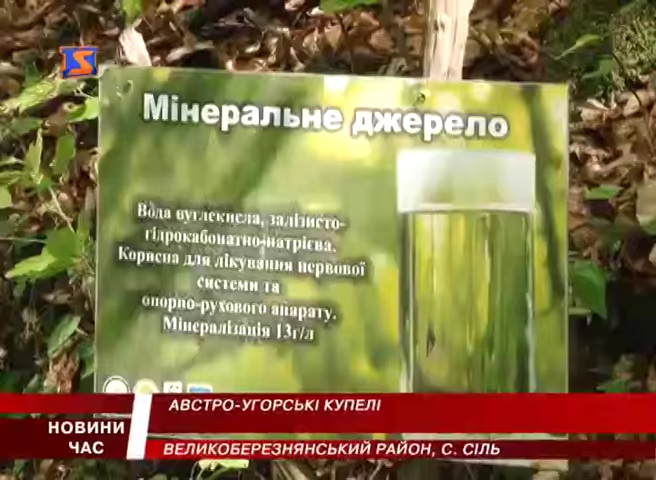 Мінеральне джерело
Вода вуглекисла, залізисто-
гідрокабонатно-натрієва.
Корисна для лікування нервової
системи та
опорно-рухового апарату.
Мінералізація 13г/л
АВСТРО-УГОРСЬКІ КУПЕЛІ
НОВИНИ
ЧАС
ВЕЛИКОБЕРЕЗНЯНСЬКИЙ РАЙОН, С. СІЛЬ